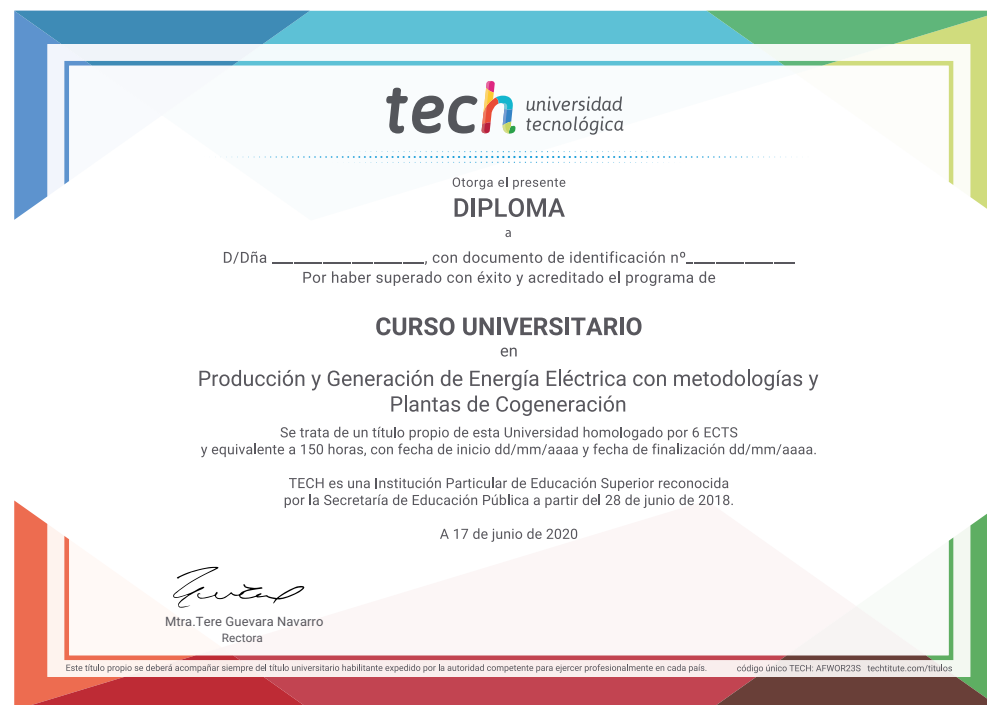 tech universidad
tecnológica
Otorga el presente
DIPLOMA
a
D/Dña ______________, con documento de identificación nº__________
Por haber superado con éxito y acreditado el programa de
CURSO UNIVERSITARIO
en
Producción y Generación de Energía Eléctrica con metodologías y
Plantas de Cogeneración
Se trata de un título propio de esta Universidad homologado por 6 ECTS
y equivalente a 150 horas, con fecha de inicio dd/mm/aaaa y fecha de finalización dd/mm/aaaa.
TECH es una Institución Particular de Educación Superior reconocida
por la Secretaría de Educación Pública a partir del 28 de junio de 2018.
A 17 de junio de 2020
Mtra.Tere Guevara Navarro
Rectora
Este título propio se deberá acompañar siempre del título universitario habilitante expedido por la autoridad competente para ejercer profesionalmente en cada país. código único TECH: AFWOR23S techtitute.com/titulos